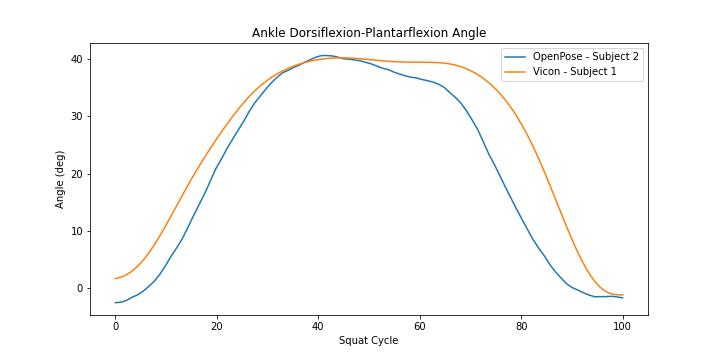 Ankle Dorsiflexion-Plantarflexion Angle
OpenPose - Subject 2
Vicon - Subject 1
40
30
20
10
0
Angle (deg)
0 20 40 60 80 100
Squat Cycle